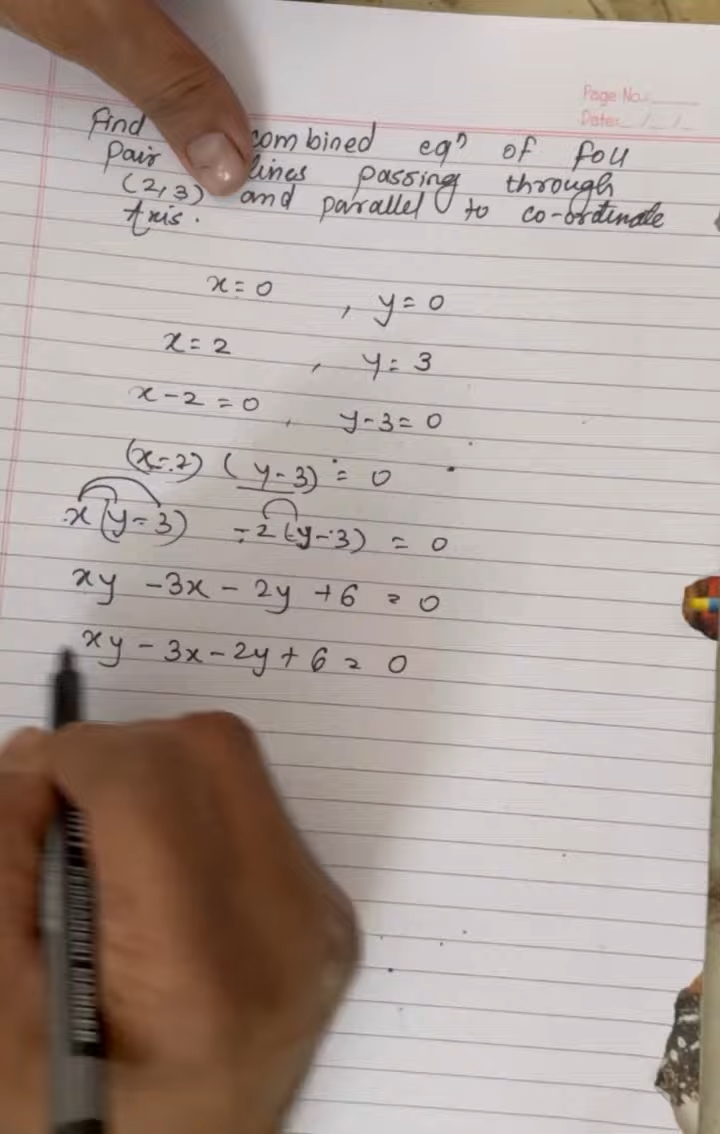 Page No.:
Date: / /
Find combined eqn of foll
pair lines passing through
(2,3) and parallel to co-ordinate
Axis.
x = 0 , y = 0
x = 2 , y = 3
x - 2 = 0 , y - 3 = 0
(x - 2) (y - 3) = 0
x(y - 3) - 2(y - 3) = 0
xy - 3x - 2y + 6 = 0
xy - 3x - 2y + 6 = 0